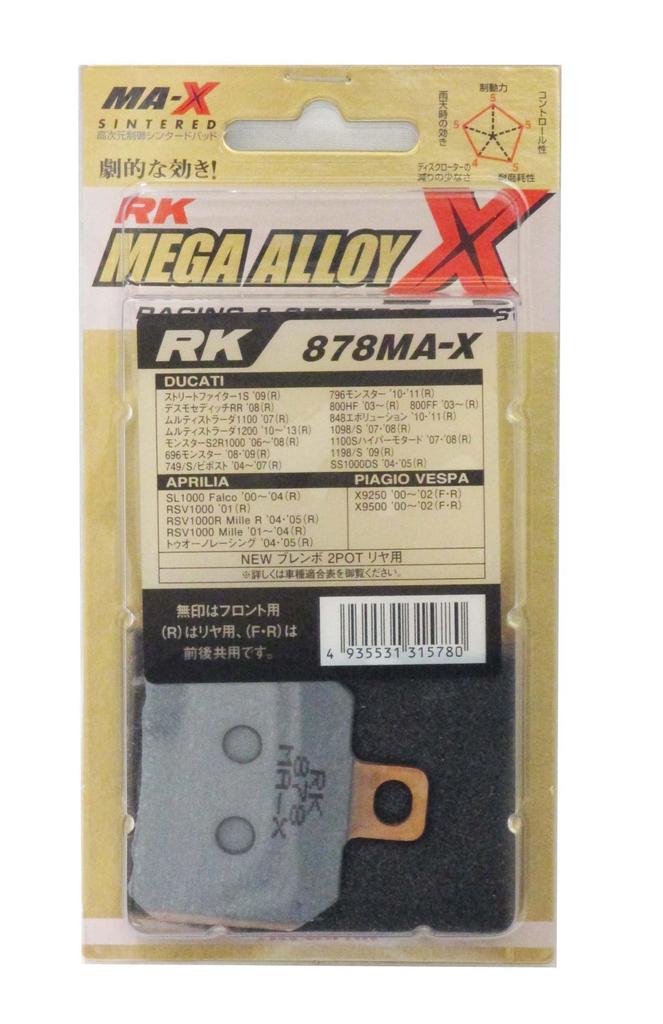 MA-X
SINTERED
高次元制御シンタードパッド
劇的な効き!
制動力
コントロール性
耐磨耗性
ディスクローターの
減りの少なさ
雨天時の効き
5
5
5
4
5
RK
MEGA ALLOY X
RK 878MA-X
DUCATI
ストリートファイター1S '09(R)
デスモセディッチRR '08(R)
ムルティストラーダ1100 '07(R)
ムルティストラーダ1200 '10〜'13(R)
モンスターS2R1000 '06〜'08(R)
696モンスター '08・'09(R)
749/S/ビポスト '04〜'07(R)
796モンスター '10・'11(R)
800HF '03〜(R) 800FF '03〜(R)
848エボリューション '10・'11(R)
1098/S '07・'08(R)
1100Sハイパーモタード '07・'08(R)
1198/S '09(R)
SS1000DS '04・'05(R)
APRILIA
SL1000 Falco '00〜'04(R)
RSV1000 '01(R)
RSV1000R Mille R '04・'05(R)
RSV1000 Mille '01〜'04(R)
トゥオーノレーシング '04・'05(R)
PIAGIO VESPA
X9250 '00〜'02(F・R)
X9500 '00〜'02(F・R)
NEW ブレンボ 2POT リヤ用
※詳しくは車種適合表を御覧ください。
無印はフロント用
(R)はリヤ用、(F・R)は
前後共用です。
4 935531 315780
RK
878
MA-X